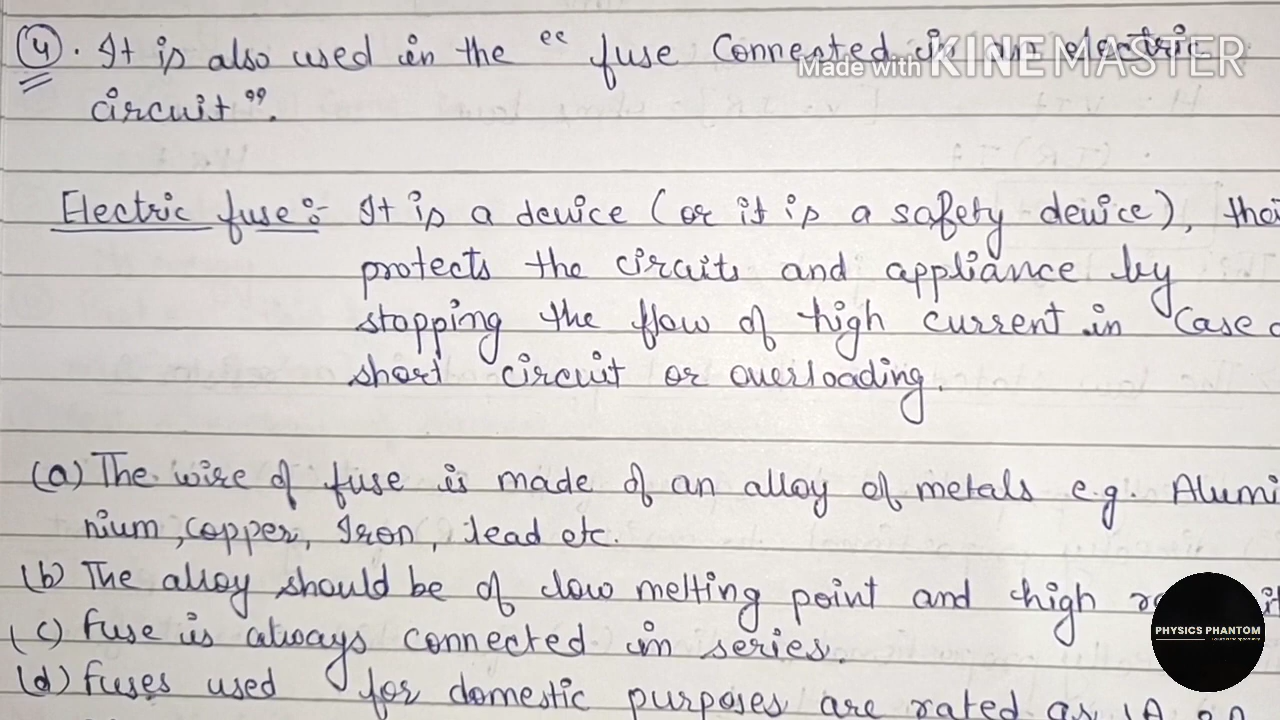 4. It is also used in the " fuse Connected in an electric
circuit".
Made with KINEMASTER
Electric fuse:- It is a device (or it is a safety device), that
protects the circuits and appliance by
stopping the flow of high current in case
short circuit or overloading.
(a) The wire of fuse is made of an alloy of metals e.g. Alumi
nium, Copper, Iron, lead etc.
(b) The alloy should be of low melting point and high
(c) Fuse is always connected in series.
PHYSICS PHANTOM
(d) Fuses used for domestic purposes are rated as 1A